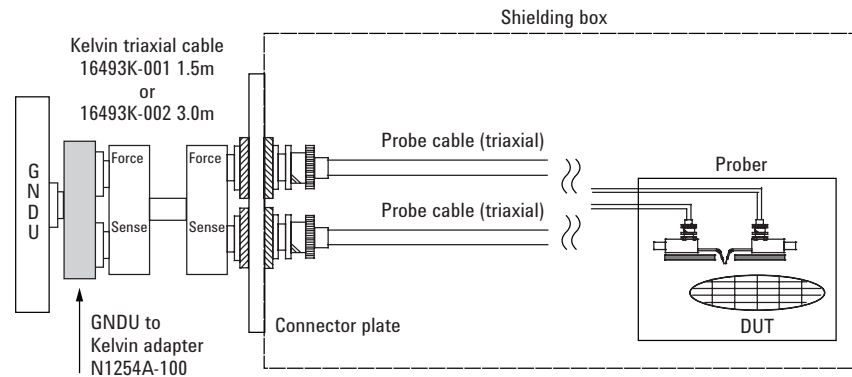 Shielding box
Kelvin triaxial cable
16493K-001 1.5m
or
16493K-002 3.0m
G
N
D
U
Force
Sense
Force
Sense
Probe cable (triaxial)
Probe cable (triaxial)
Prober
DUT
Connector plate
GNDU to
Kelvin adapter
N1254A-100